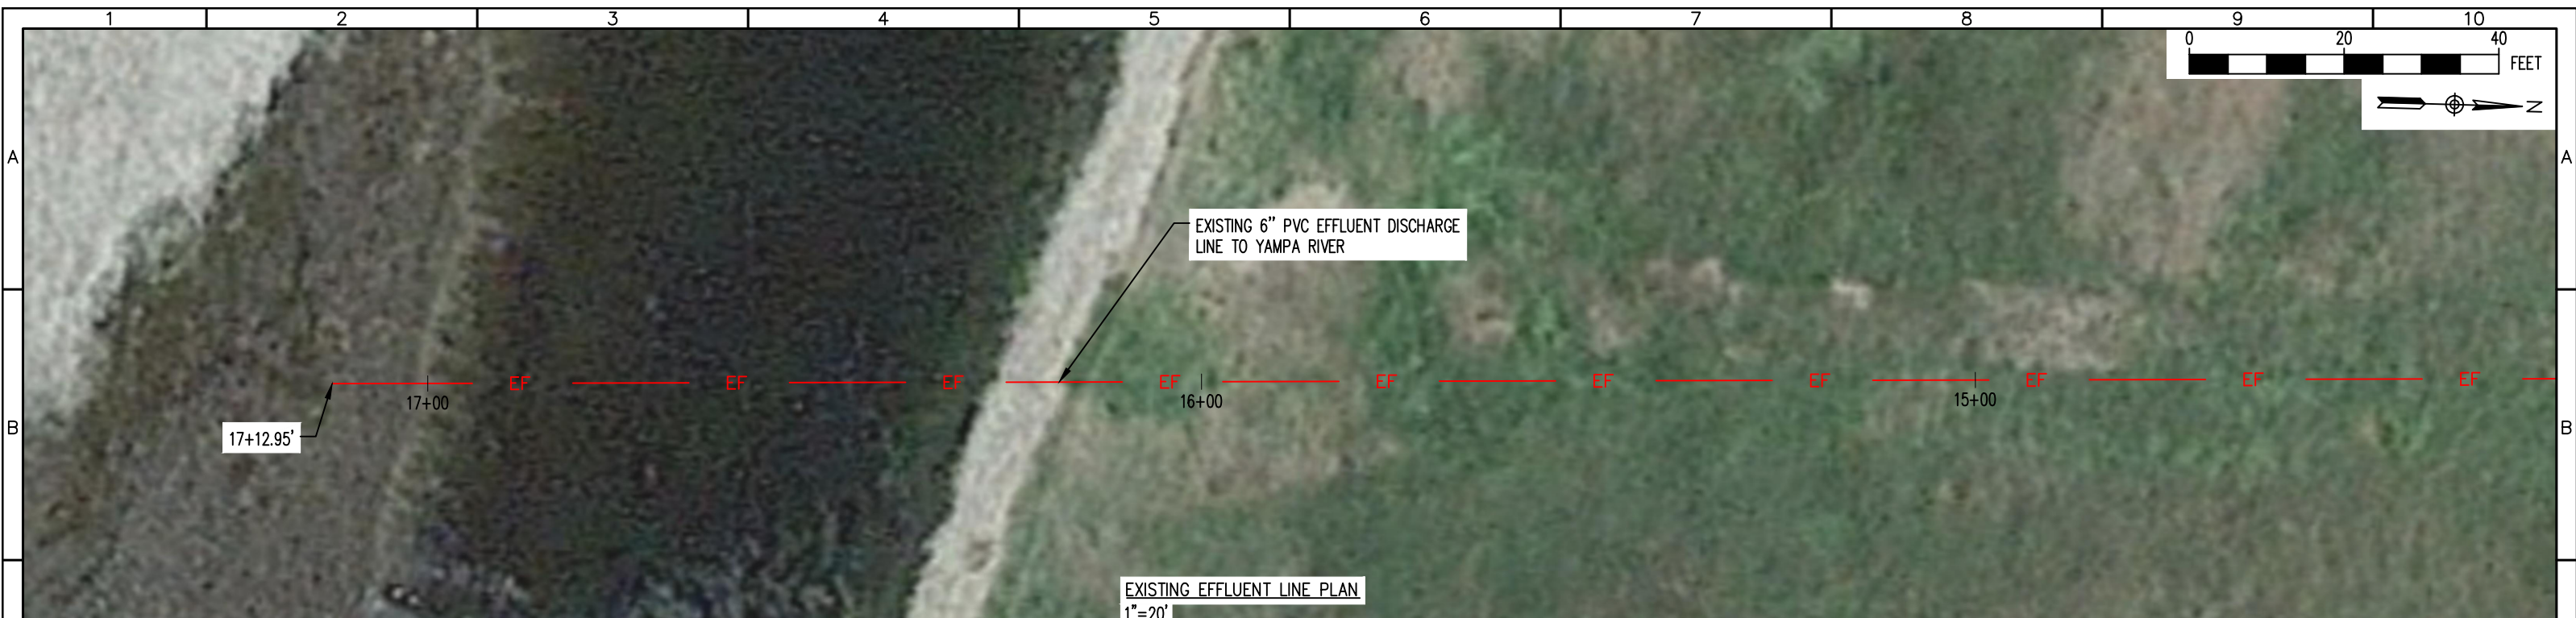 1 2 3 4 5 6 7 8 9 10
0 20 40
FEET
N
A A
EXISTING 6" PVC EFFLUENT DISCHARGE
LINE TO YAMPA RIVER
EF EF EF EF EF EF EF EF EF EF
17+00 16+00 15+00
17+12.95'
B B
EXISTING EFFLUENT LINE PLAN
1"=20'